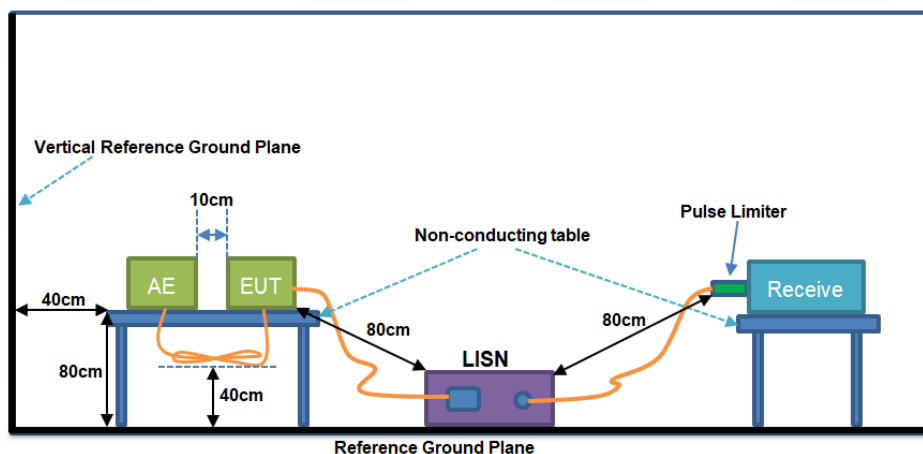 Vertical Reference Ground Plane
10cm
Pulse Limiter
Non-conducting table
AE
EUT
Receive
40cm
80cm
80cm
LISN
80cm
40cm
Reference Ground Plane